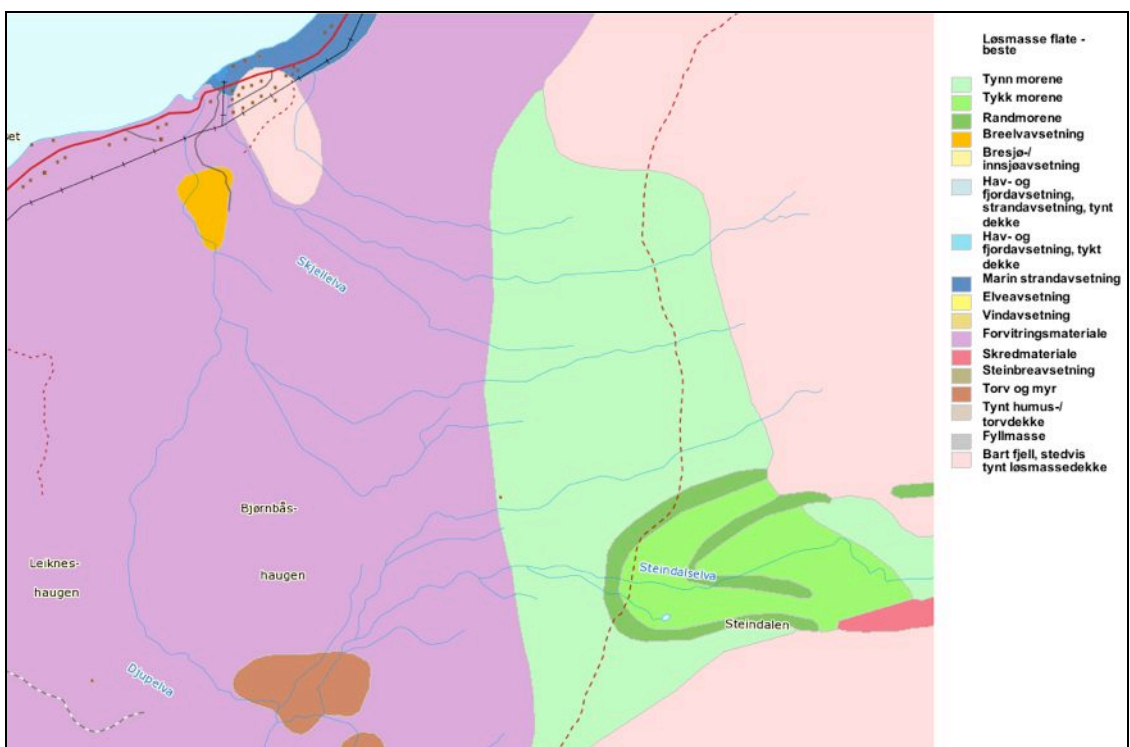 Løsmasse flate -
beste
Tynn morene
Tykk morene
Randmorene
Breelvavsetning
Bresjø-/
innsjøavsetning
Hav- og
fjordavsetning,
strandavsetning, tynt
dekke
Hav- og
fjordavsetning, tykt
dekke
Marin strandavsetning
Elveavsetning
Vindavsetning
Forvitringsmateriale
Skredmateriale
Steinbreavsetning
Torv og myr
Tynt humus-/
torvdekke
Fyllmasse
Bart fjell, stedvis
tynt løsmassedekke
set
Skjellelva
Bjørnbås-
haugen
Leiknes-
haugen
Steindalselva
Steindalen
Djupelva